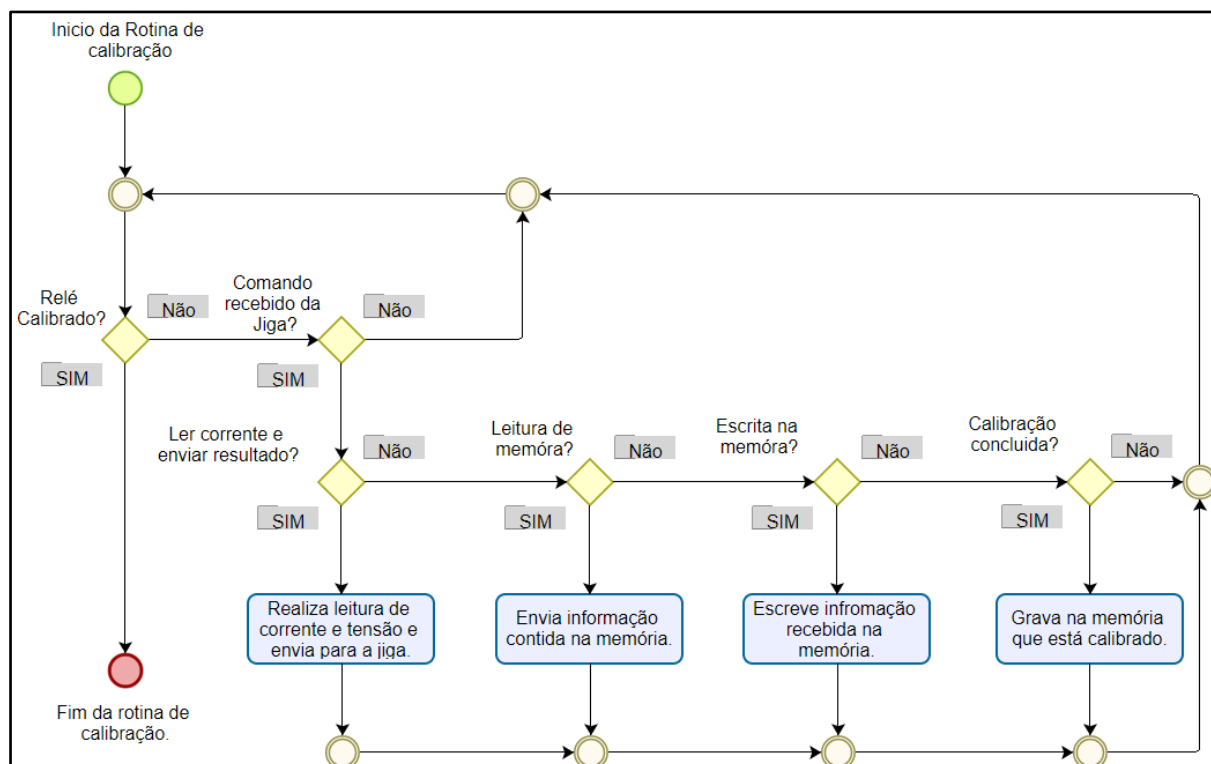 Inicio da Rotina de
calibração
Relé
Calibrado?
Não
SIM
Comando
recebido da
Jiga?
Não
SIM
Ler corrente e
enviar resultado?
Não
SIM
Leitura de
memóra?
Não
SIM
Escrita na
memóra?
Não
SIM
Calibração
concluida?
Não
SIM
Realiza leitura de
corrente e tensão e
envia para a jiga.
Envia informação
contida na memória.
Escreve infromação
recebida na
memória.
Grava na memória
que está calibrado.
Fim da rotina de
calibração.